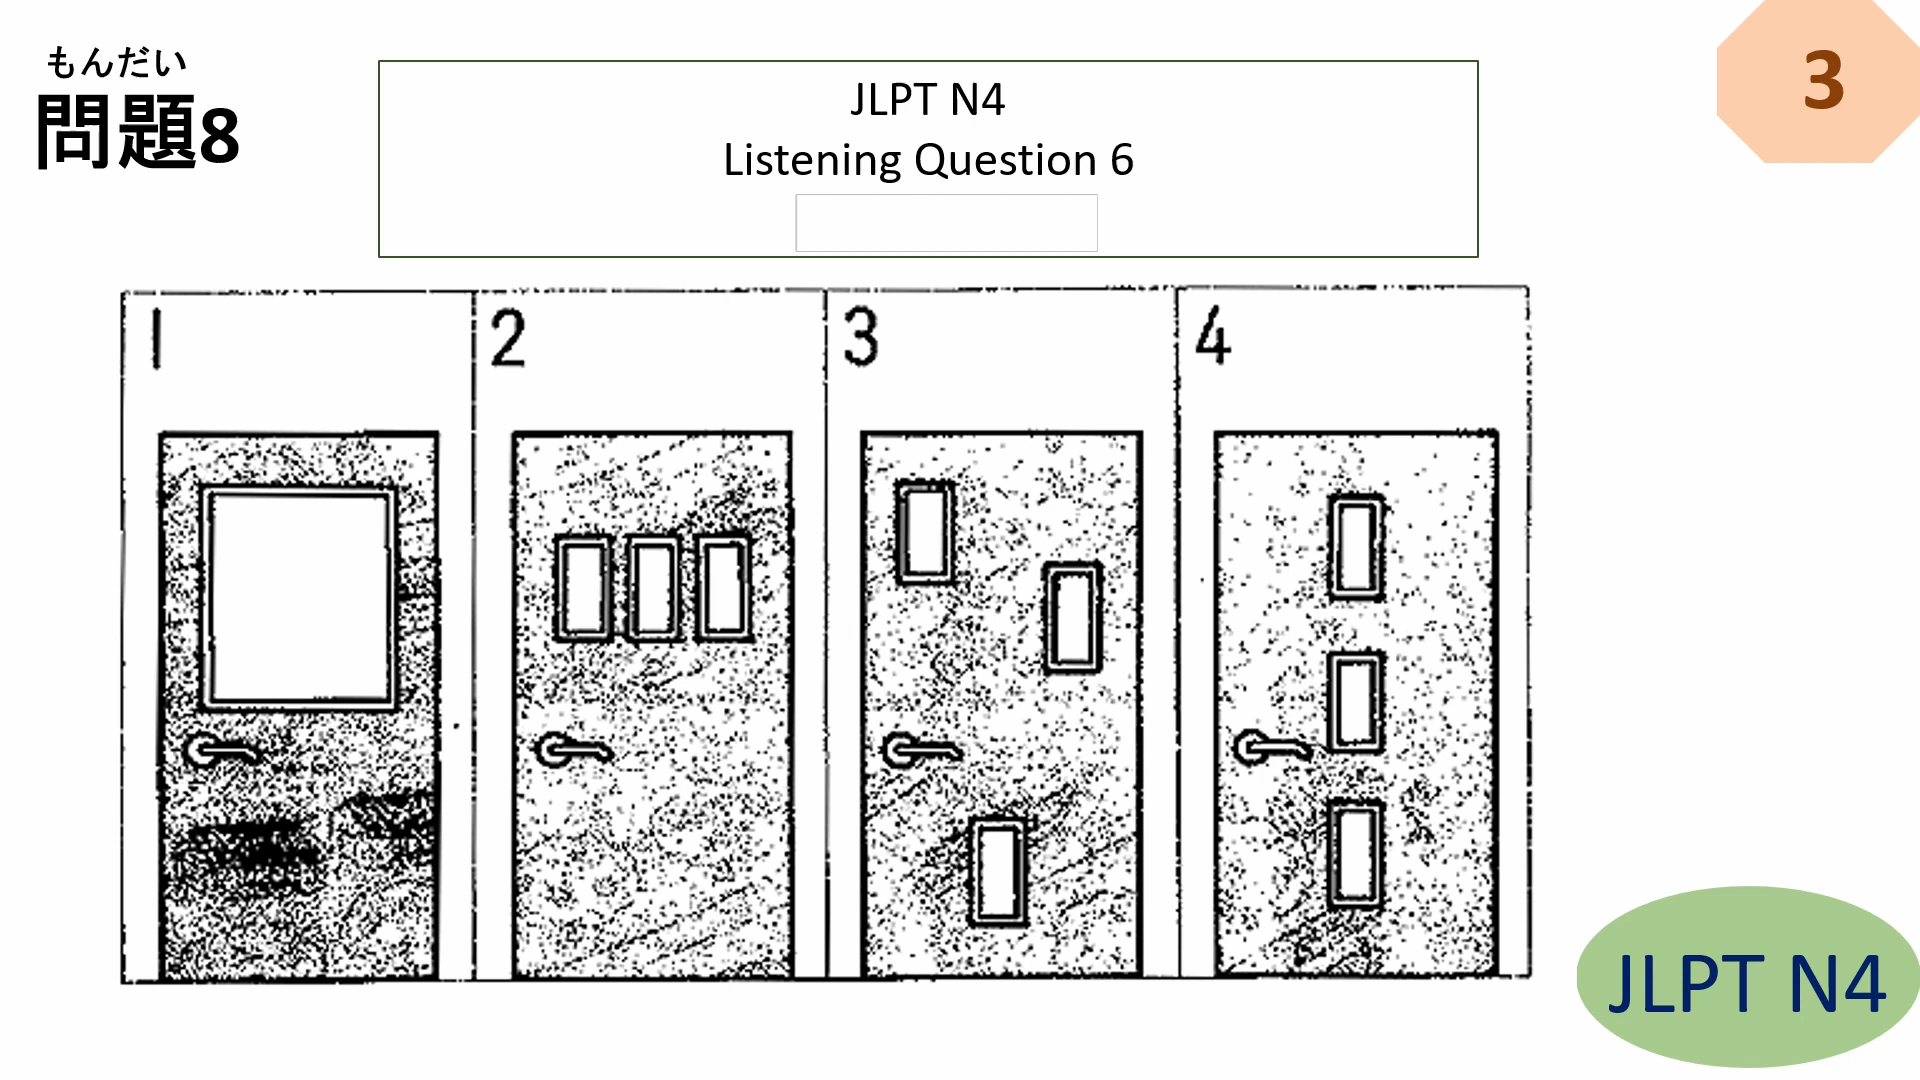 もんだい
問題8
JLPT N4
Listening Question 6
3
1
2
3
4
JLPT N4